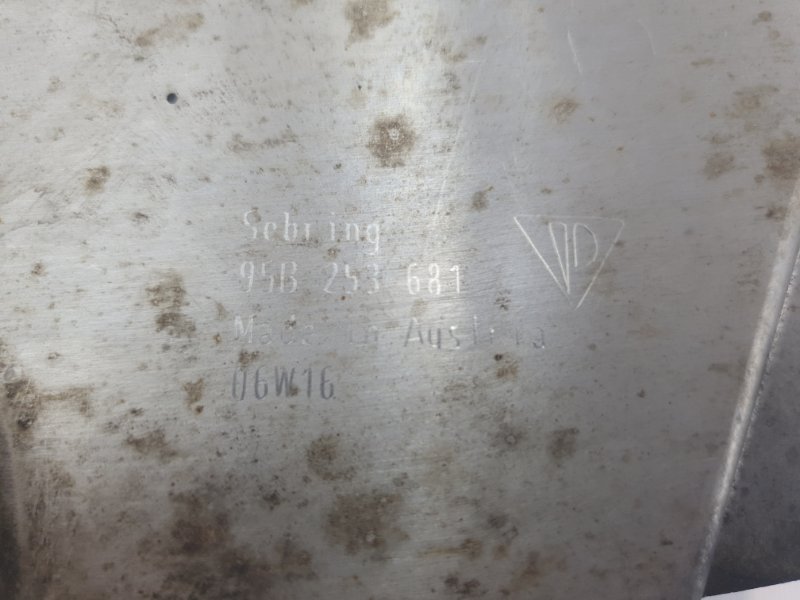 Sebring
95B 253 681
Made in Austria
06W16